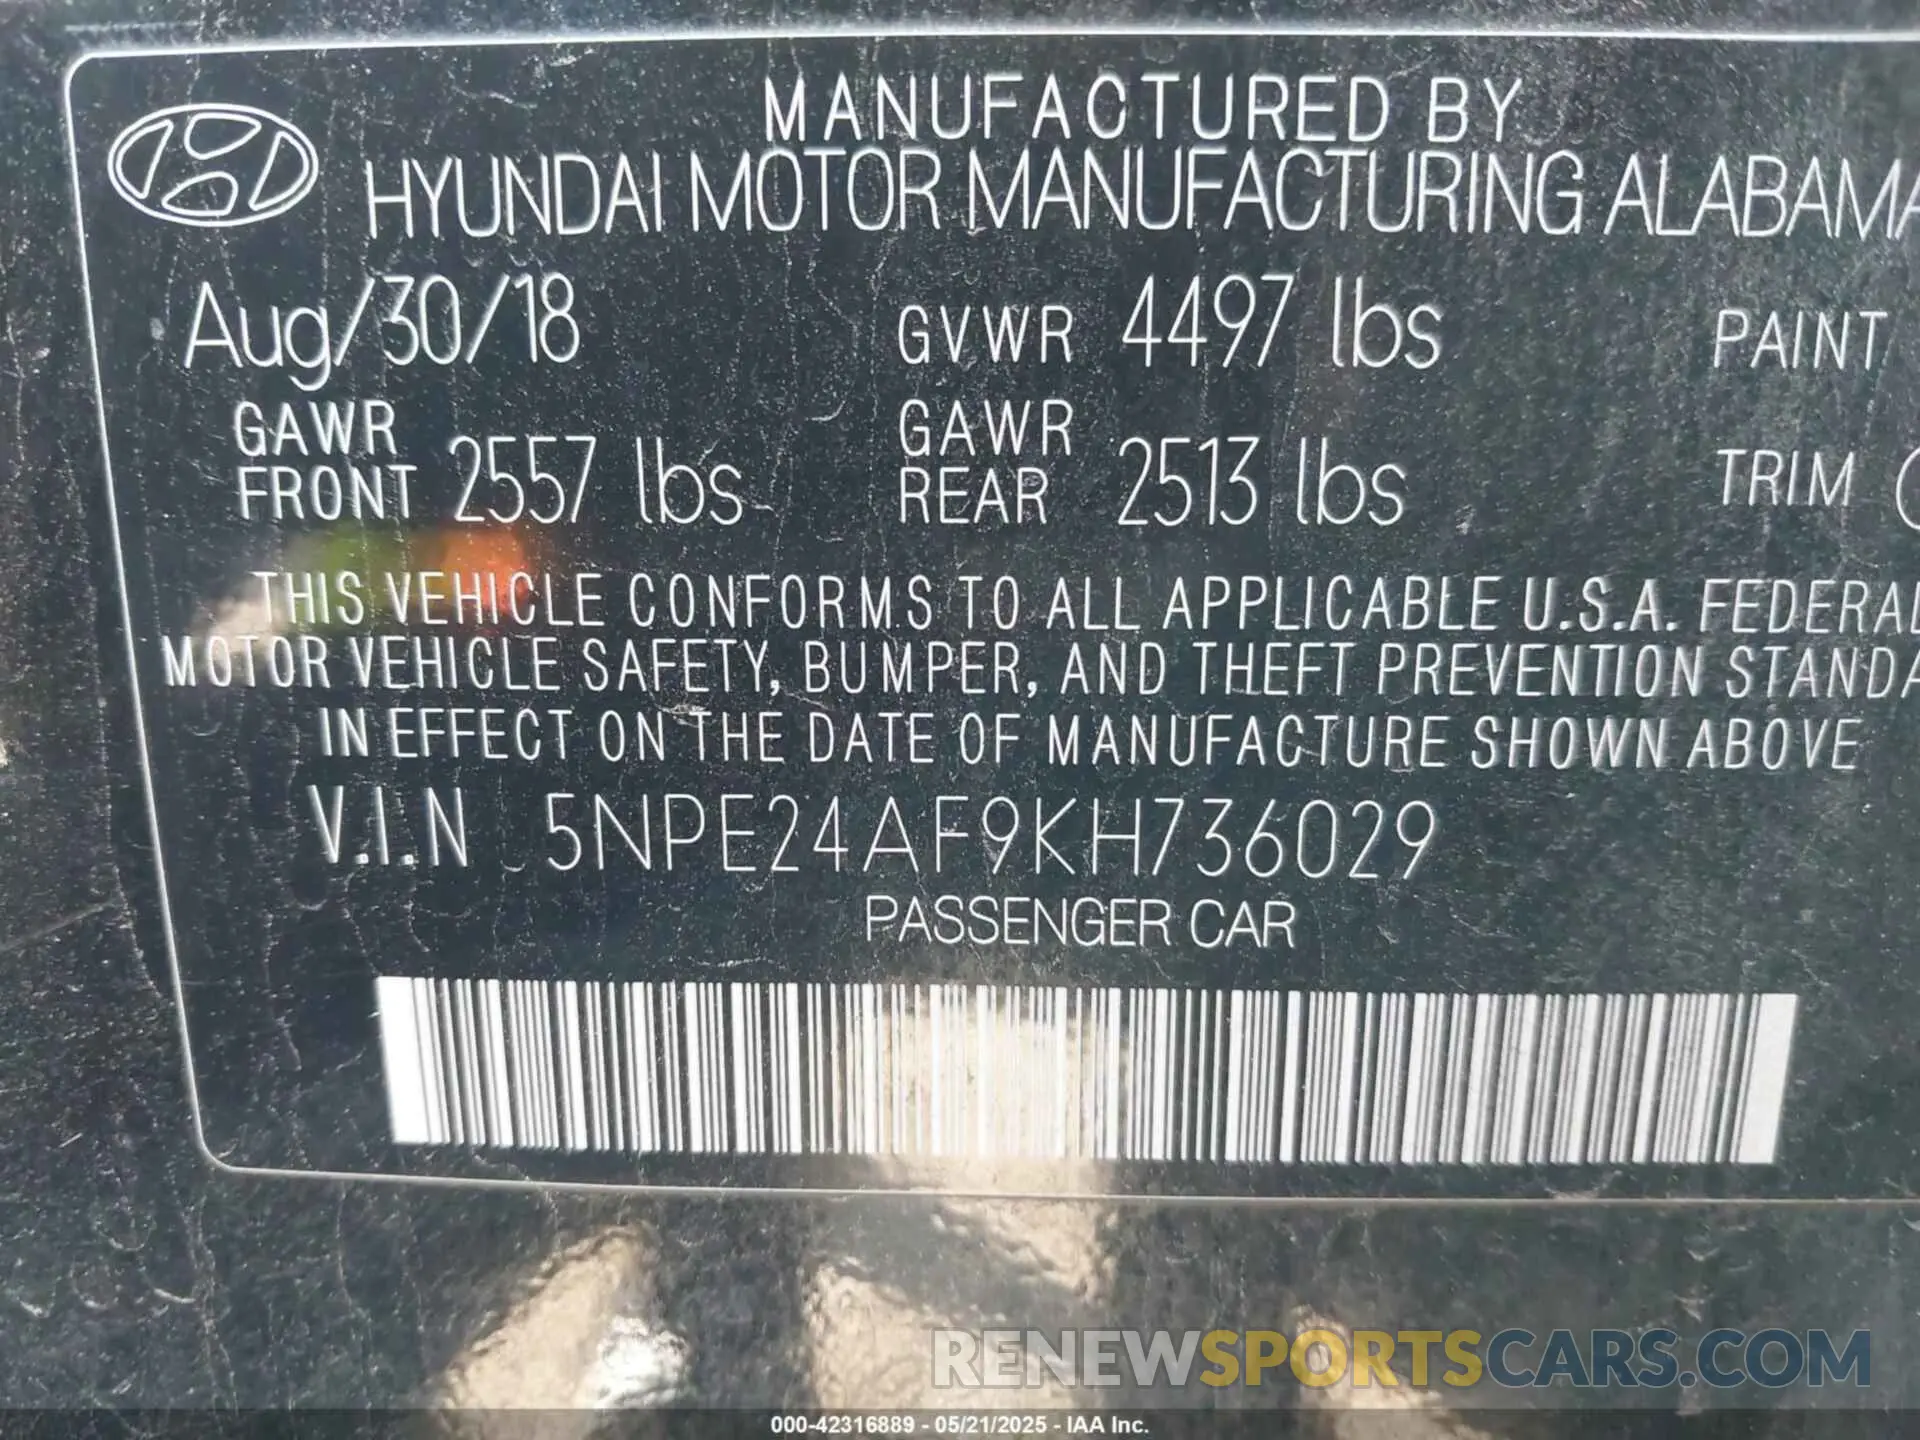 MANUFACTURED BY
HYUNDAI MOTOR MANUFACTURING ALABAMA
Aug/30/18 GVWR 4497 lbs PAINT
GAWR FRONT 2557 lbs GAWR REAR 2513 lbs TRIM
THIS VEHICLE CONFORMS TO ALL APPLICABLE U.S.A. FEDERAL
MOTOR VEHICLE SAFETY, BUMPER, AND THEFT PREVENTION STANDA
IN EFFECT ON THE DATE OF MANUFACTURE SHOWN ABOVE
V.I.N 5NPE24AF9KH736029
PASSENGER CAR
RENEWSPORTSCARS.COM
000-42316889 - 05/21/2025 - IAA Inc.